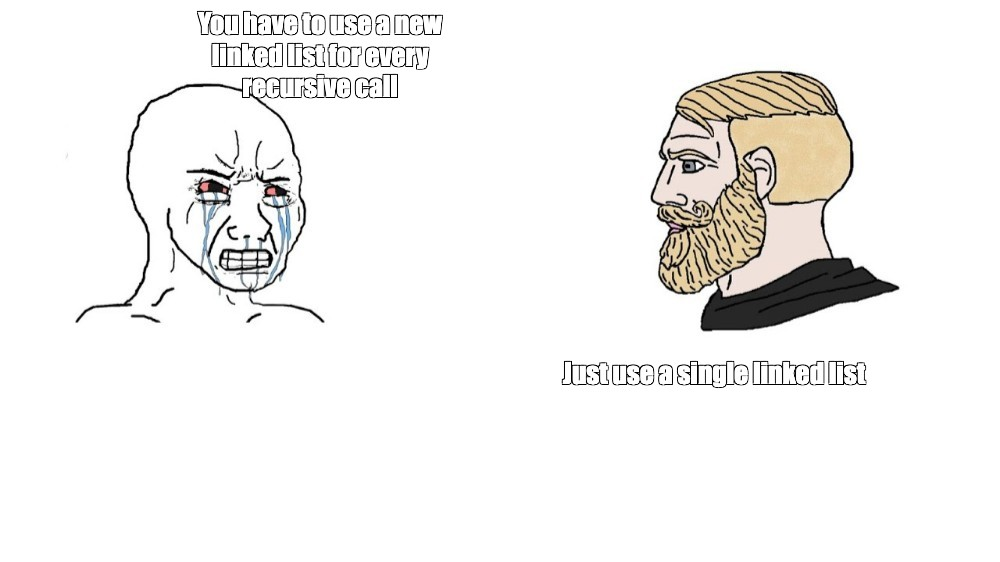 You have to use a new
linked list for every
recursive call
Just use a single linked list